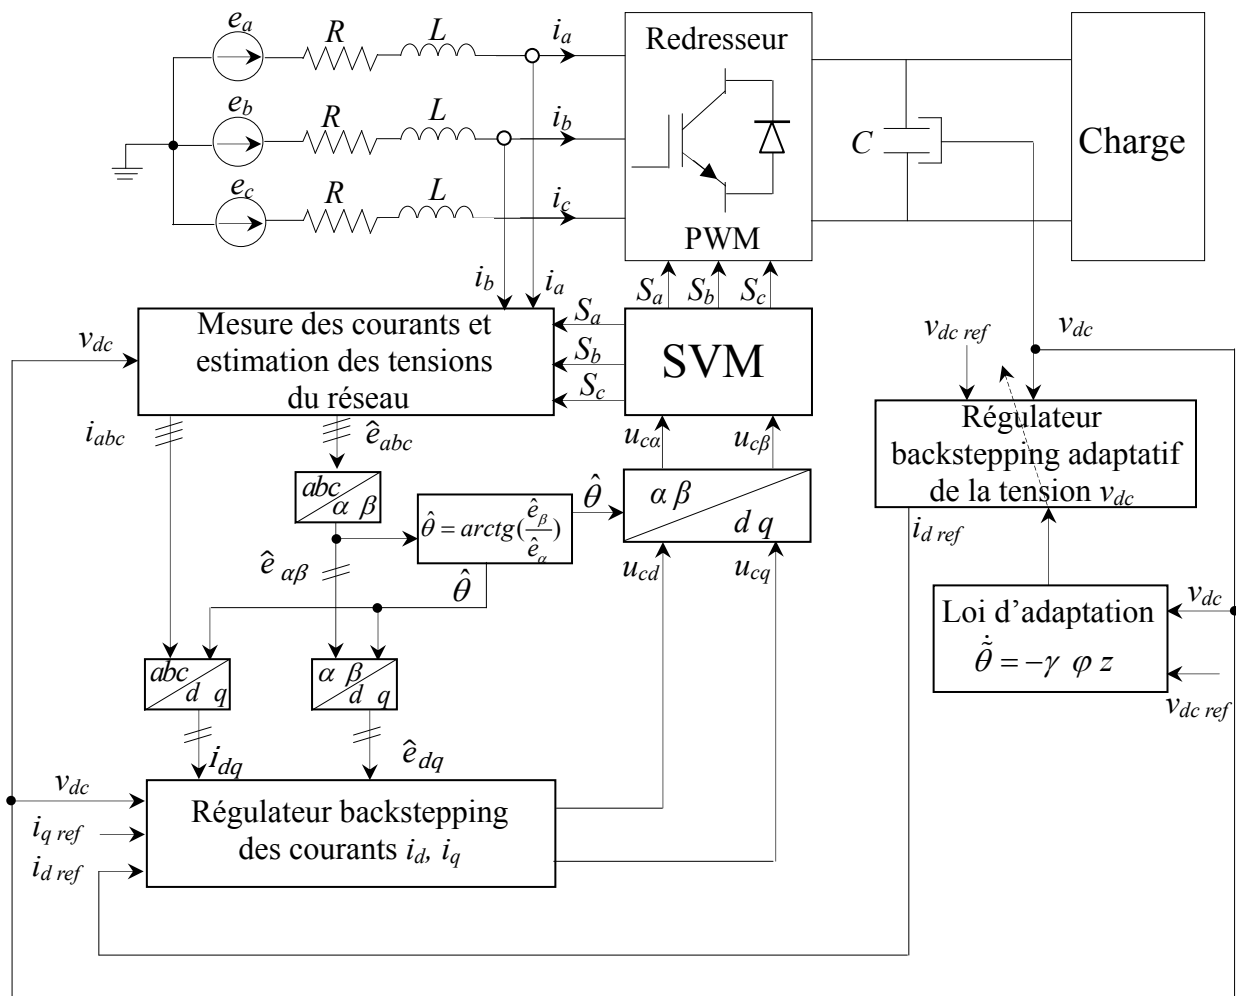 e_a
R
L
i_a
Redresseur
e_b
R
L
i_b
C
Charge
e_c
R
L
i_c
PWM
i_b
i_a
S_a
S_b
S_c
v_dc
Mesure des courants et
estimation des tensions
du réseau
S_a
S_b
S_c
SVM
v_dc ref
v_dc
i_abc
ê_abc
u_cα
u_cβ
Régulateur
backstepping adaptatif
de la tension v_dc
abc
α β
θ̂ = arctg(ê_β/ê_α)
θ̂
α β
d q
i_d ref
ê_αβ
θ̂
u_cd
u_cq
Loi d’adaptation
θ̃̇ = −γ φ z
v_dc
v_dc ref
abc
d q
α β
d q
i_dq
ê_dq
v_dc
i_q ref
i_d ref
Régulateur backstepping
des courants i_d, i_q